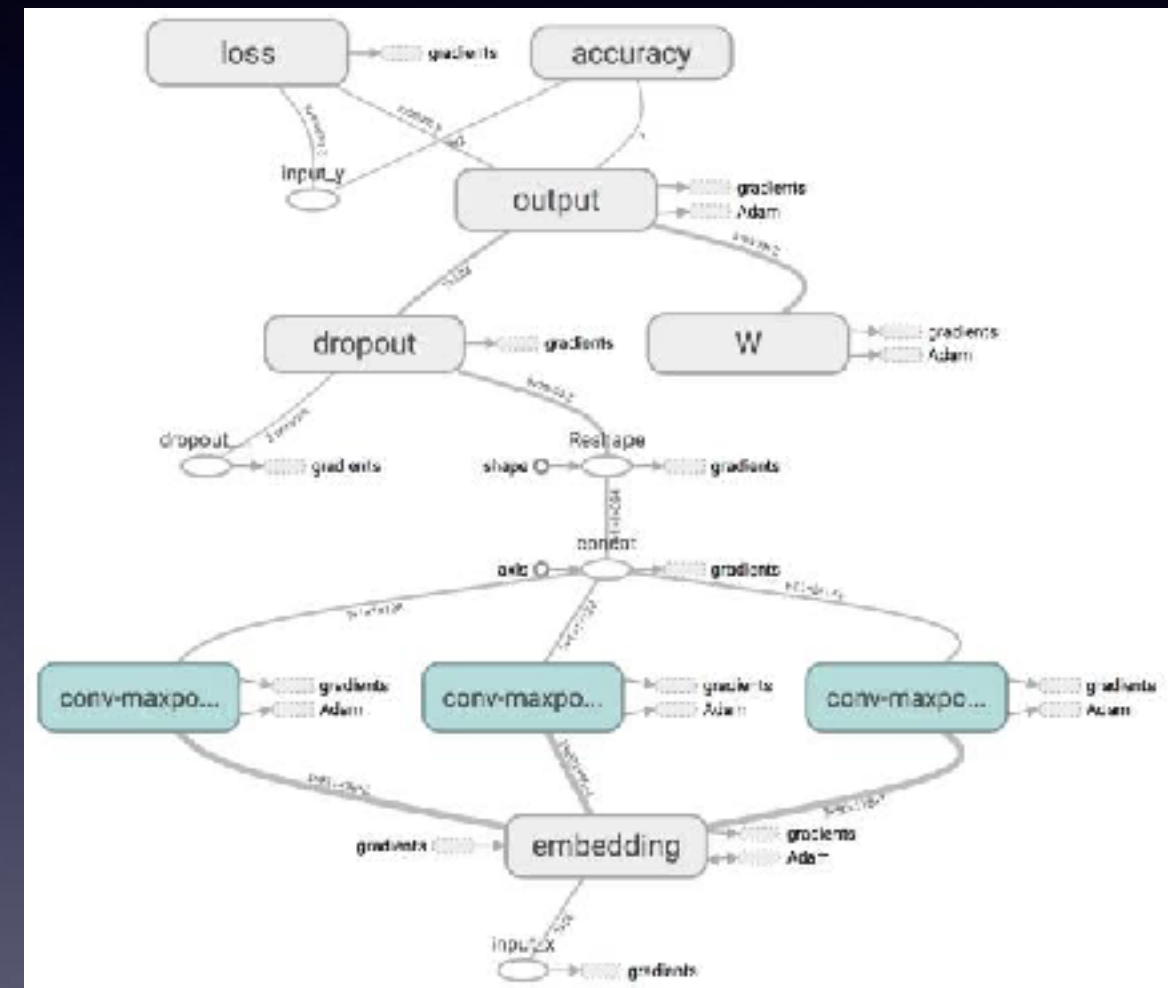 loss
gradients
accuracy
input_y
output
gradients
Adam
dropout
gradients
W
gradients
Adam
dropout_
gradients
Reshape
shape
gradients
concat
axis
gradients
conv-maxpo...
gradients
Adam
conv-maxpo...
gradients
Adam
conv-maxpo...
gradients
Adam
gradients
embedding
gradients
Adam
input_x
gradients